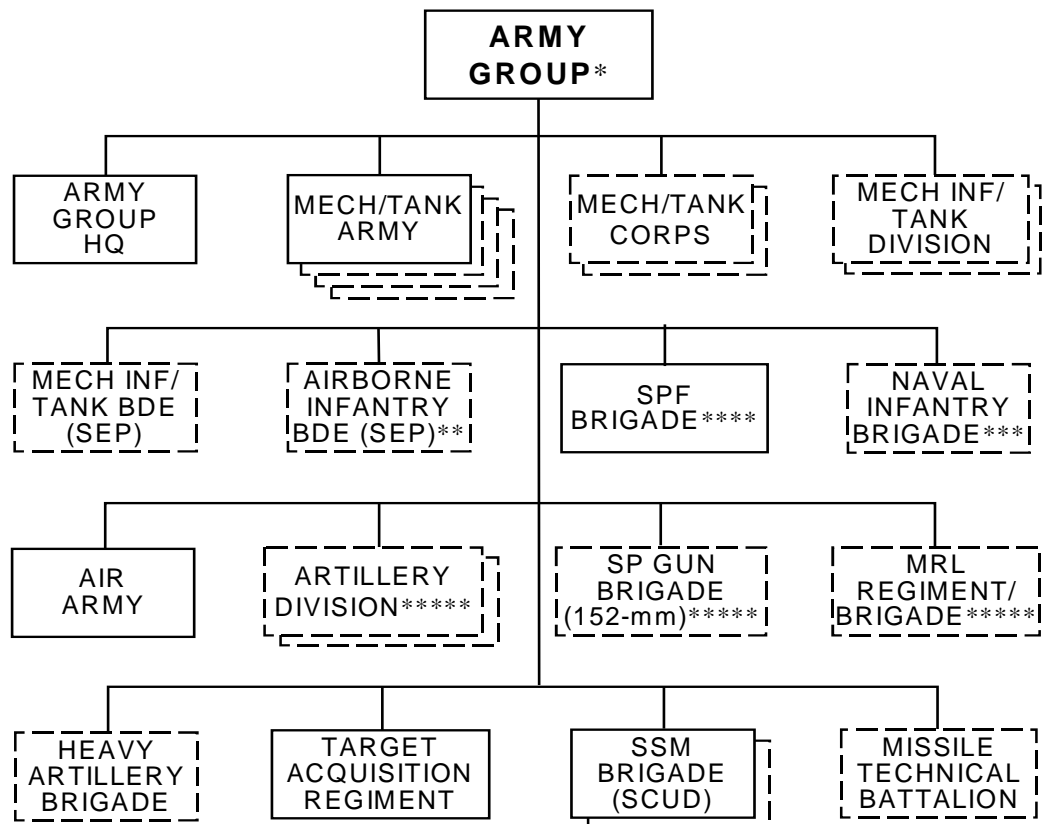 ARMY
GROUP*
ARMY
GROUP
HQ
MECH/TANK
ARMY
MECH/TANK
CORPS
MECH INF/
TANK
DIVISION
MECH INF/
TANK BDE
(SEP)
AIRBORNE
INFANTRY
BDE (SEP)**
SPF
BRIGADE****
NAVAL
INFANTRY
BRIGADE***
AIR
ARMY
ARTILLERY
DIVISION*****
SP GUN
BRIGADE
(152-mm)*****
MRL
REGIMENT/
BRIGADE*****
HEAVY
ARTILLERY
BRIGADE
TARGET
ACQUISITION
REGIMENT
SSM
BRIGADE
(SCUD)
MISSILE
TECHNICAL
BATTALION